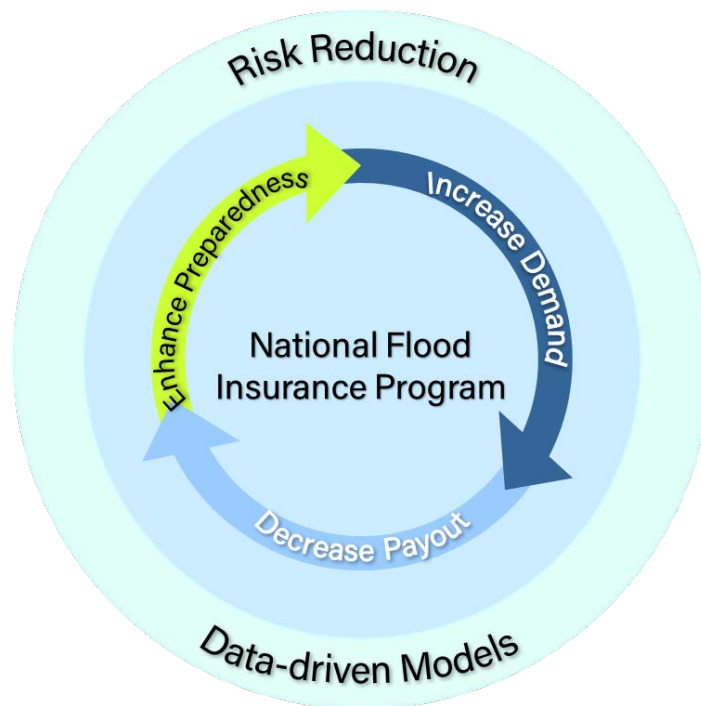 Risk Reduction
Enhance Preparedness
Increase Demand
National Flood
Insurance Program
Decrease Payout
Data-driven Models